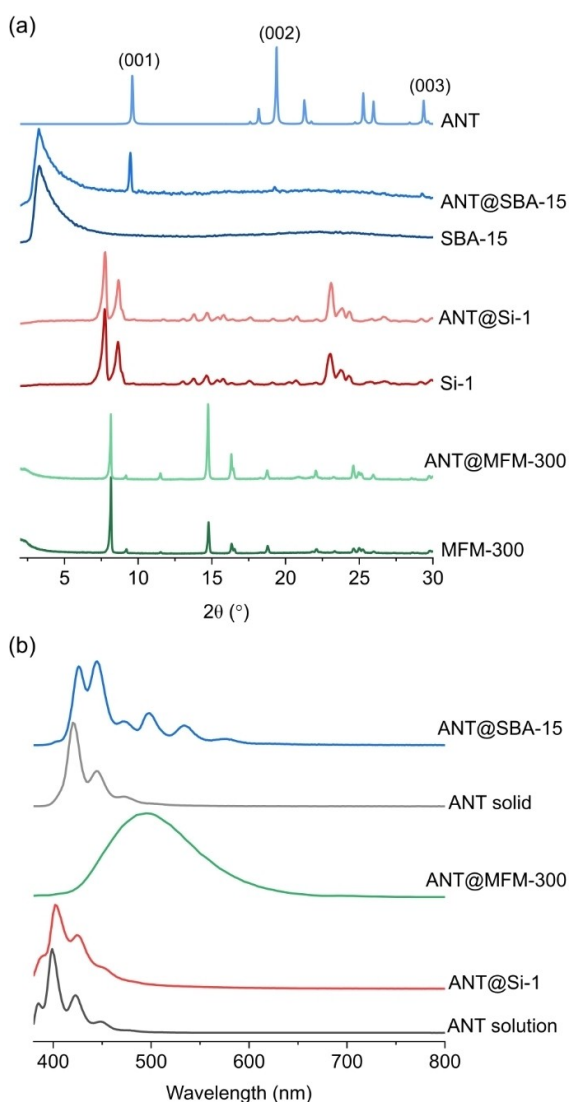 (a)
(001)
(002)
(003)
ANT
ANT@SBA-15
SBA-15
ANT@Si-1
Si-1
ANT@MFM-300
MFM-300
5 10 15 20 25 30
2θ (°)
(b)
ANT@SBA-15
ANT solid
ANT@MFM-300
ANT@Si-1
ANT solution
400 500 600 700 800
Wavelength (nm)